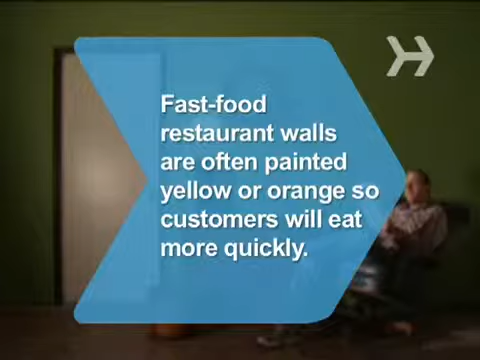 Fast-food
restaurant walls
are often painted
yellow or orange so
customers will eat
more quickly.